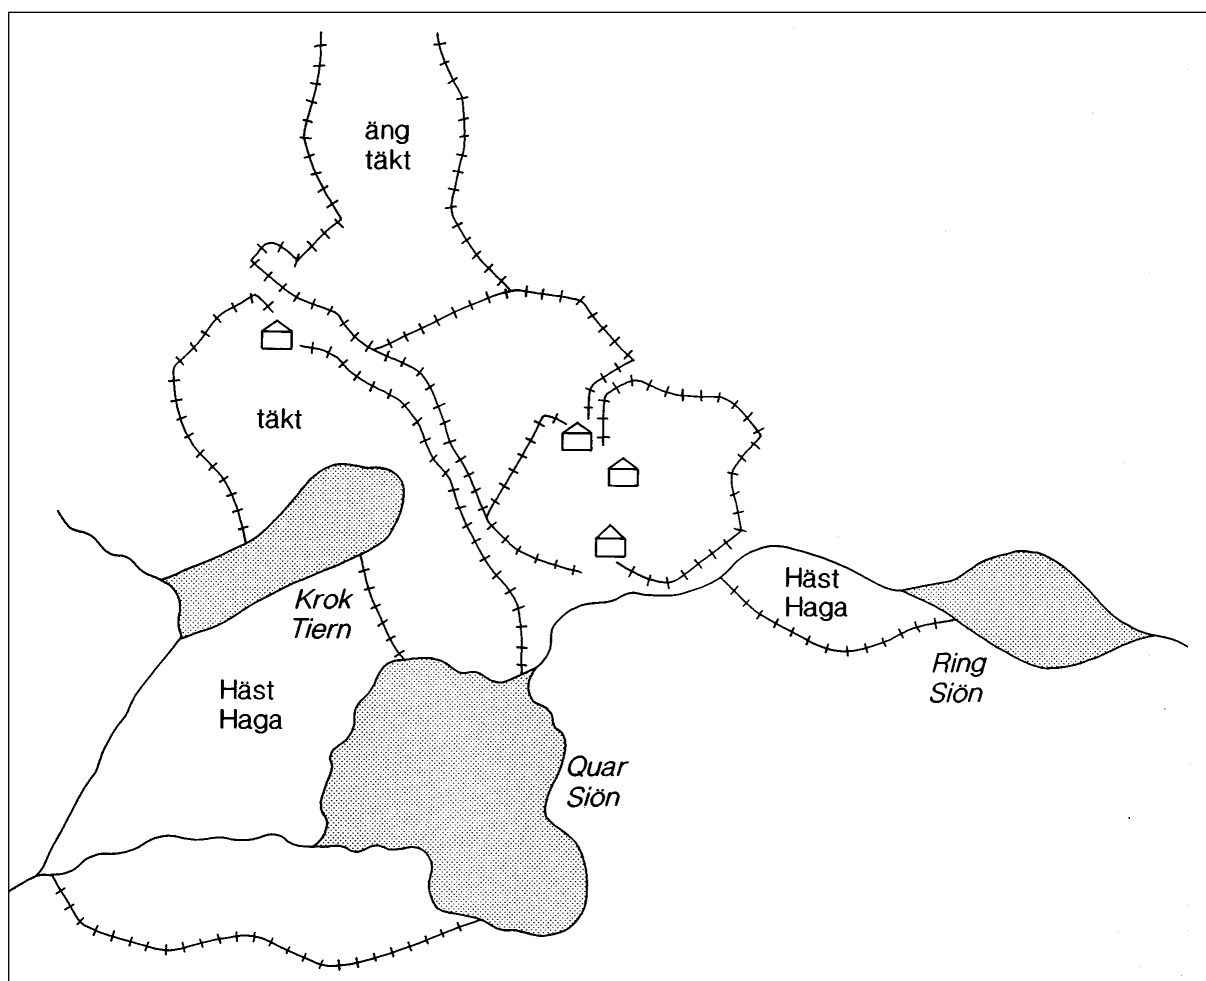 äng
täkt
täkt
Krok
Tiern
Häst
Haga
Häst
Haga
Ring
Siön
Quar
Siön